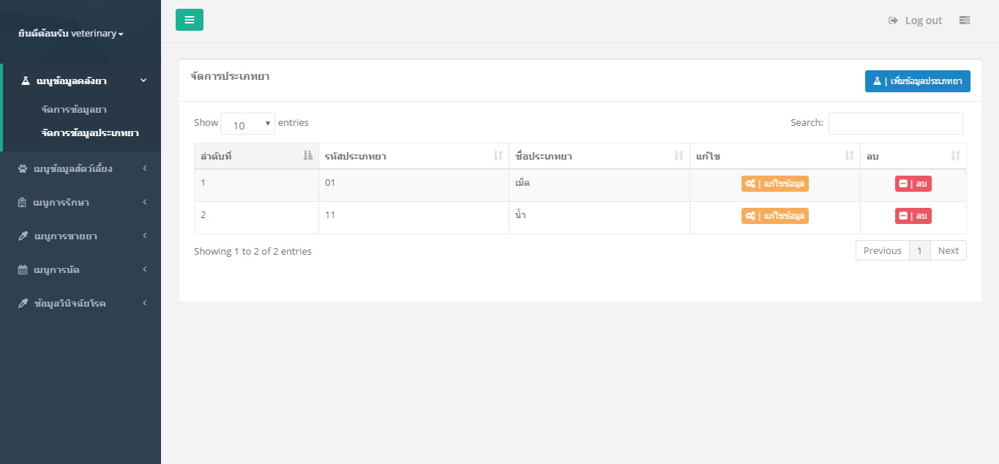 ยินดีต้อนรับ veterinary
Log out
เมนูข้อมูลคลังยา
จัดการข้อมูลยา
จัดการข้อมูลประเภทยา
เมนูข้อมูลสัตว์เลี้ยง
เมนูการรักษา
เมนูการขายยา
เมนูการนัด
ข้อมูลวินิจฉัยโรค
จัดการประเภทยา
| เพิ่มข้อมูลประเภทยา
Show 10 entries
Search:
ลำดับที่ รหัสประเภทยา ชื่อประเภทยา แก้ไข ลบ
1 01 เม็ด | แก้ไขข้อมูล | ลบ
2 11 น้ำ | แก้ไขข้อมูล | ลบ
Showing 1 to 2 of 2 entries
Previous 1 Next